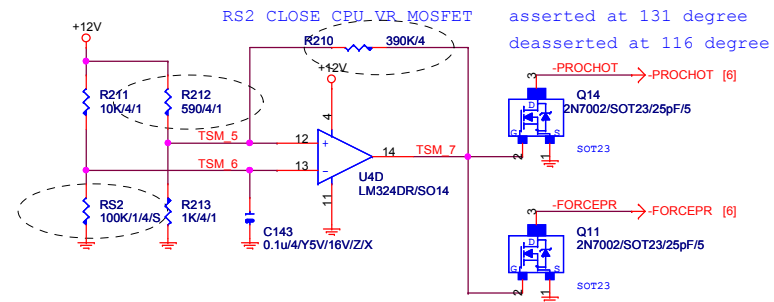 RS2 CLOSE CPU VR MOSFET asserted at 131 degree
deasserted at 116 degree
+12V
R210 390K/4
+12V
R211
10K/4/1
R212
590/4/1
TSM_5
TSM_6
12
13
4
11
14
TSM_7
U4D
LM324DR/SO14
RS2
100K/1/4/S
R213
1K/4/1
C143
0.1u/4/Y5V/16V/Z/X
-PROCHOT
-PROCHOT [6]
3
D
G
S
2
1
Q14
2N7002/SOT23/25pF/5
SOT23
-FORCEPR
-FORCEPR [6]
3
D
G
S
2
1
Q11
2N7002/SOT23/25pF/5
SOT23